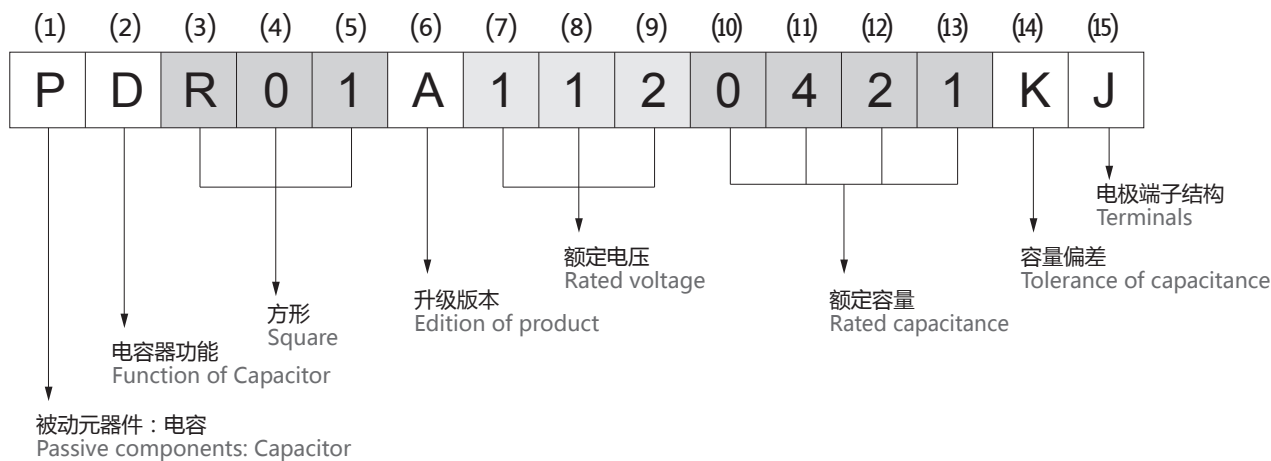 (1) (2) (3) (4) (5) (6) (7) (8) (9) (10) (11) (12) (13) (14) (15)
P D R 0 1 A 1 1 2 0 4 2 1 K J
电极端子结构
Terminals
额定电压
Rated voltage
容量偏差
Tolerance of capacitance
升级版本
Edition of product
额定容量
Rated capacitance
方形
Square
电容器功能
Function of Capacitor
被动元器件：电容
Passive components: Capacitor